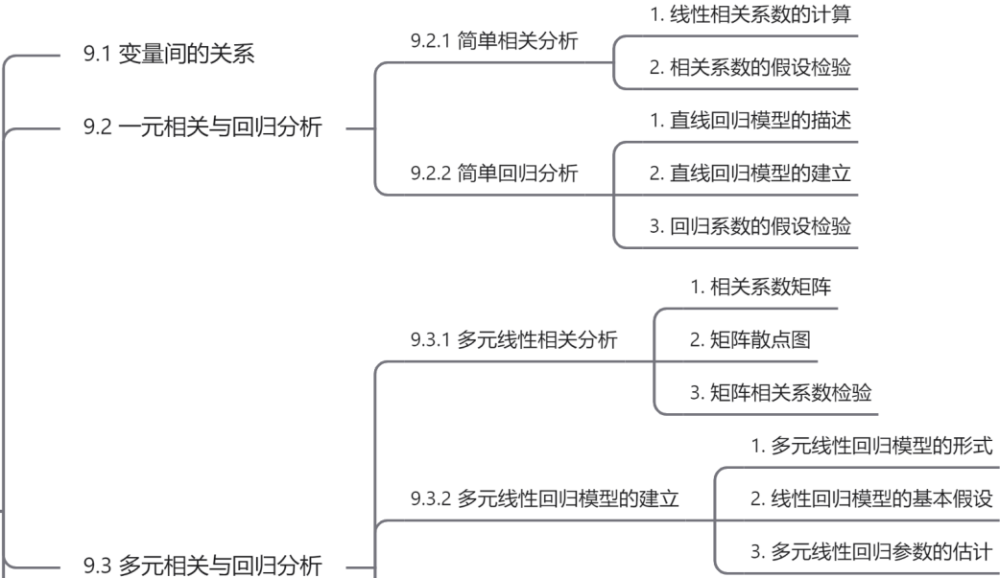 9.1 变量间的关系
9.2 一元相关与回归分析
9.2.1 简单相关分析
1. 线性相关系数的计算
2. 相关系数的假设检验
9.2.2 简单回归分析
1. 直线回归模型的描述
2. 直线回归模型的建立
3. 回归系数的假设检验
9.3 多元相关与回归分析
9.3.1 多元线性相关分析
1. 相关系数矩阵
2. 矩阵散点图
3. 矩阵相关系数检验
9.3.2 多元线性回归模型的建立
1. 多元线性回归模型的形式
2. 线性回归模型的基本假设
3. 多元线性回归参数的估计